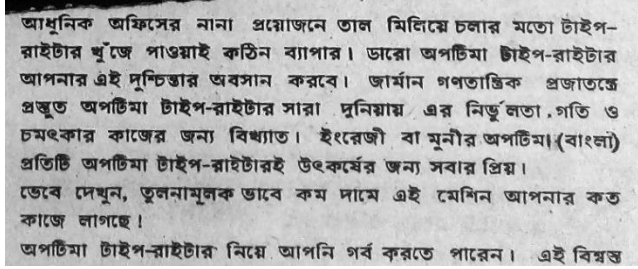 আধুনিক অফিসের নানা প্রয়োজনে তাল মিলিয়ে চলার মতো টাইপ-
রাইটার খুঁজে পাওয়াই কঠিন ব্যাপার। ভারো অপটিমা টাইপ-রাইটার
আপনার এই দুশ্চিন্তার অবসান করবে। জার্মান গণতান্ত্রিক প্রজাতন্ত্রে
প্রস্তুত অপটিমা টাইপ-রাইটার সারা দুনিয়ায় এর নির্ভুলতা, গতি ও
চমৎকার কাজের জন্য বিখ্যাত। ইংরেজী বা মুনীর অপটিমা (বাংলা)
প্রতিটি অপটিমা টাইপ-রাইটারই উৎকর্ষের জন্য সবার প্রিয়।
ভেবে দেখুন, তুলনামূলক ভাবে কম দামে এই মেশিন আপনার কত
কাজে লাগছে!
অপটিমা টাইপ-রাইটার নিয়ে আপনি গর্ব করতে পারেন। এই বিশ্বস্ত